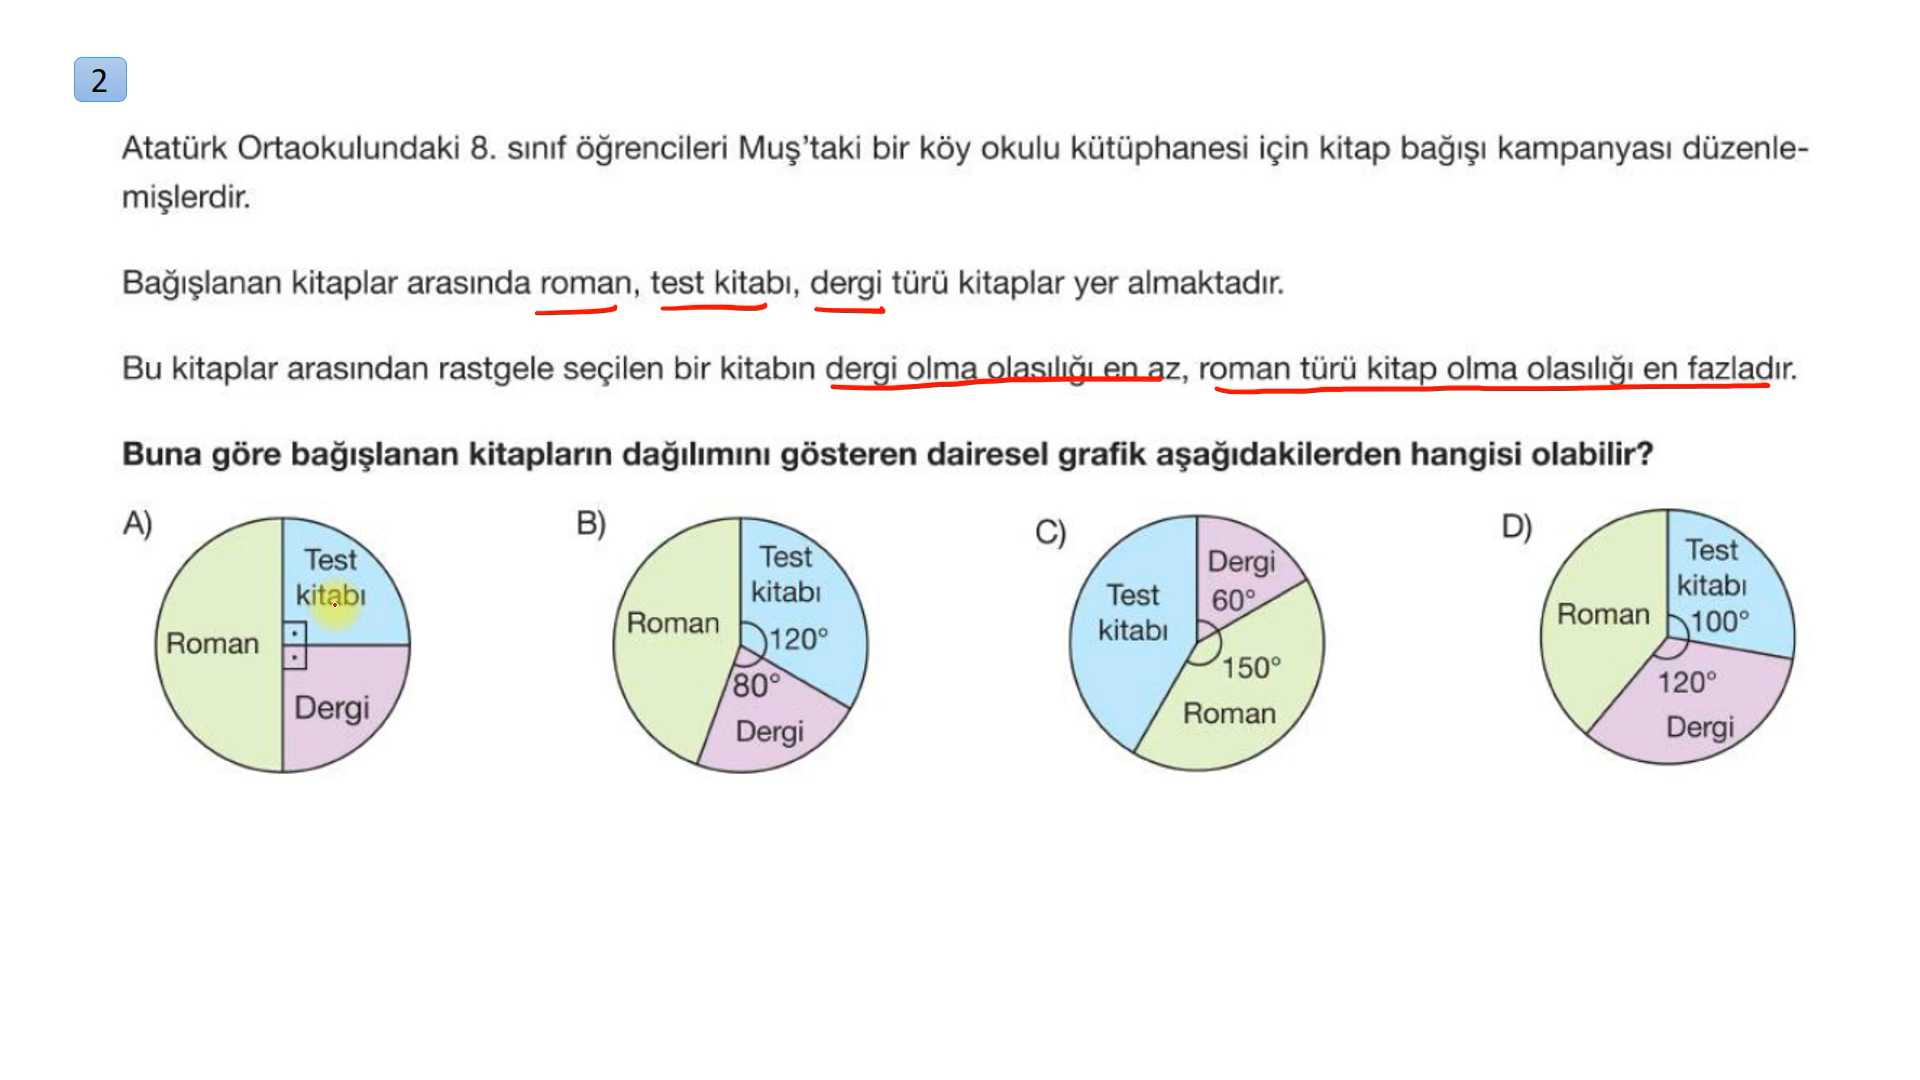 2
Atatürk Ortaokulundaki 8. sınıf öğrencileri Muş'taki bir köy okulu kütüphanesi için kitap bağışı kampanyası düzenle-
mişlerdir.
Bağışlanan kitaplar arasında roman, test kitabı, dergi türü kitaplar yer almaktadır.
Bu kitaplar arasından rastgele seçilen bir kitabın dergi olma olasılığı en az, roman türü kitap olma olasılığı en fazladır.
Buna göre bağışlanan kitapların dağılımını gösteren dairesel grafik aşağıdakilerden hangisi olabilir?
A)
Test
kitabı
Roman
Dergi
B)
Test
kitabı
Roman
120°
80°
Dergi
C)
Dergi
60°
Test
kitabı
150°
Roman
D)
Test
kitabı
100°
Roman
120°
Dergi